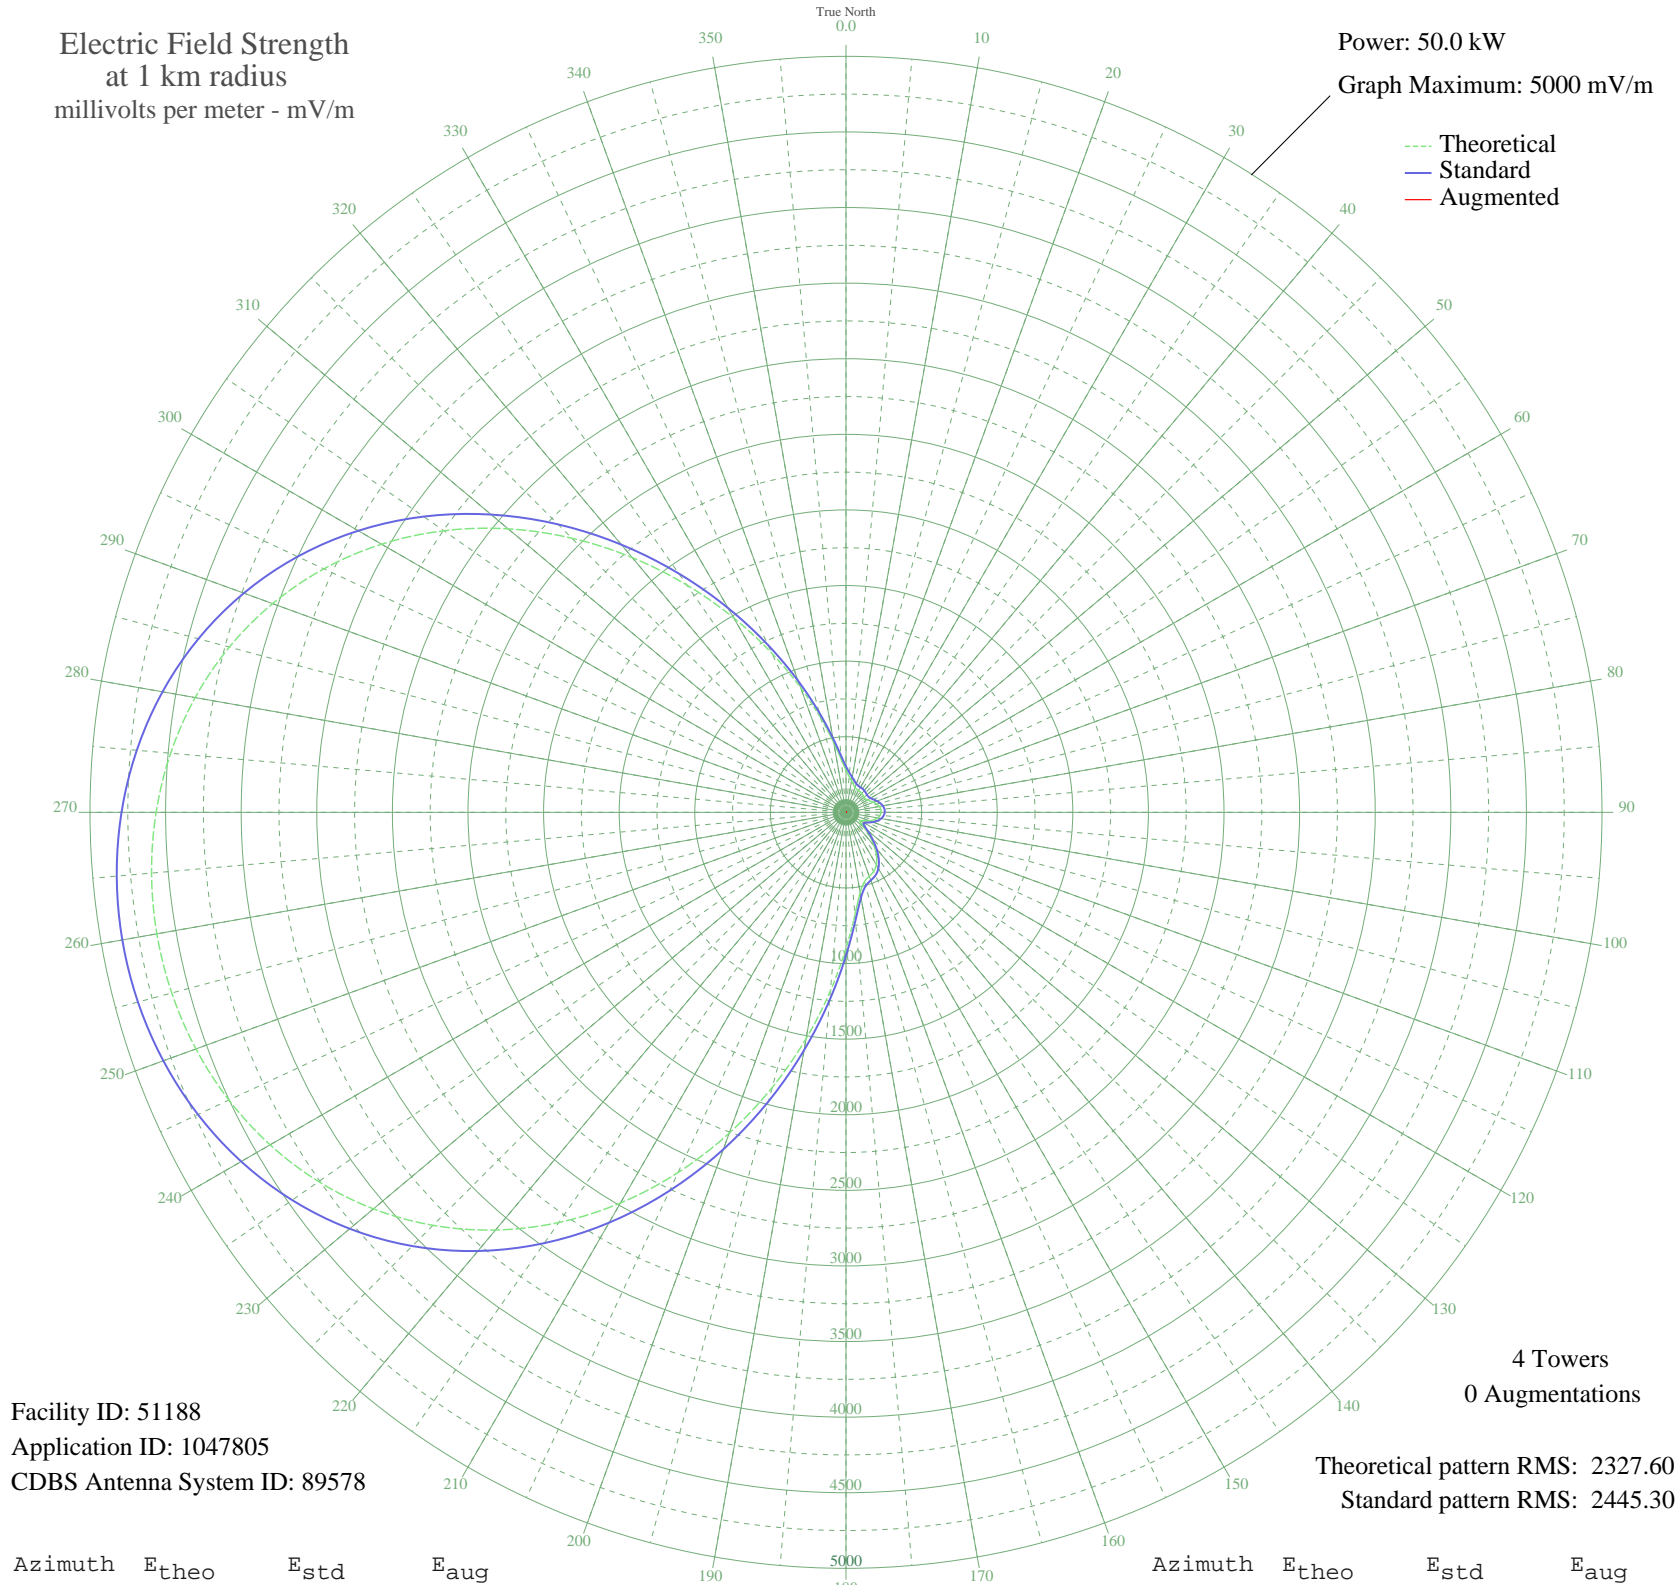 Electric Field Strength
at 1 km radius
millivolts per meter - mV/m
True North
0.0
Power: 50.0 kW
Graph Maximum: 5000 mV/m
Theoretical
Standard
Augmented
10
20
30
40
50
60
70
80
90
100
110
120
130
140
150
160
170
190
200
210
220
230
240
250
260
270
280
290
300
310
320
330
340
350
1000
1500
2000
2500
3000
3500
4000
4500
5000
180
4 Towers
0 Augmentations
Facility ID: 51188
Application ID: 1047805
CDBS Antenna System ID: 89578
Theoretical pattern RMS: 2327.60
Standard pattern RMS: 2445.30
Azimuth Etheo Estd Eaug Azimuth Etheo Estd Eaug